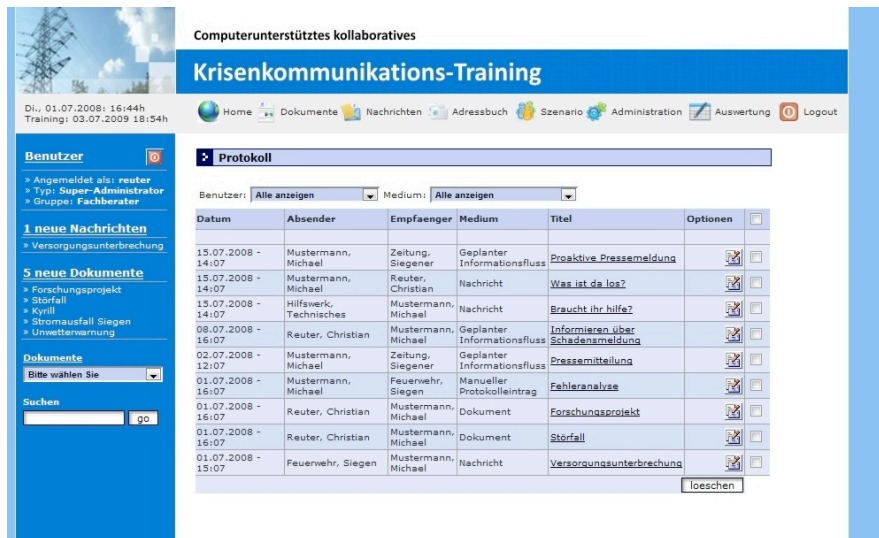 Computerunterstütztes kollaboratives
Krisenkommunikations-Training
Di., 01.07.2008: 16:44h
Training: 03.07.2009 18:54h
Home Dokumente Nachrichten Adressbuch Szenario Administration Auswertung Logout
Benutzer
» Angemeldet als: reuter
» Typ: Super-Administrator
» Gruppe: Fachberater
1 neue Nachrichten
» Versorgungsunterbrechung
5 neue Dokumente
» Forschungsprojekt
» Störfall
» Kyrill
» Stromausfall Siegen
» Unwetterwarnung
Dokumente
Bitte wählen Sie
Suchen
go
Protokoll
Benutzer: Alle anzeigen Medium: Alle anzeigen
Datum Absender Empfaenger Medium Titel Optionen
15.07.2008 - 14:07 Mustermann, Michael Zeitung, Siegener Geplanter Informationsfluss Proaktive Pressemeldung
15.07.2008 - 14:07 Mustermann, Michael Reuter, Christian Nachricht Was ist da los?
15.07.2008 - 14:07 Hilfswerk, Technisches Mustermann, Michael Nachricht Braucht ihr hilfe?
08.07.2008 - 16:07 Reuter, Christian Mustermann, Michael Geplanter Informationsfluss Informieren über Schadensmeldung
02.07.2008 - 12:07 Mustermann, Michael Zeitung, Siegener Geplanter Informationsfluss Pressemitteilung
01.07.2008 - 16:07 Mustermann, Michael Feuerwehr, Siegen Manueller Protokolleintrag Fehleranalyse
01.07.2008 - 16:07 Reuter, Christian Mustermann, Michael Dokument Forschungsprojekt
01.07.2008 - 16:07 Reuter, Christian Mustermann, Michael Dokument Störfall
01.07.2008 - 15:07 Feuerwehr, Siegen Mustermann, Michael Nachricht Versorgungsunterbrechung
loeschen